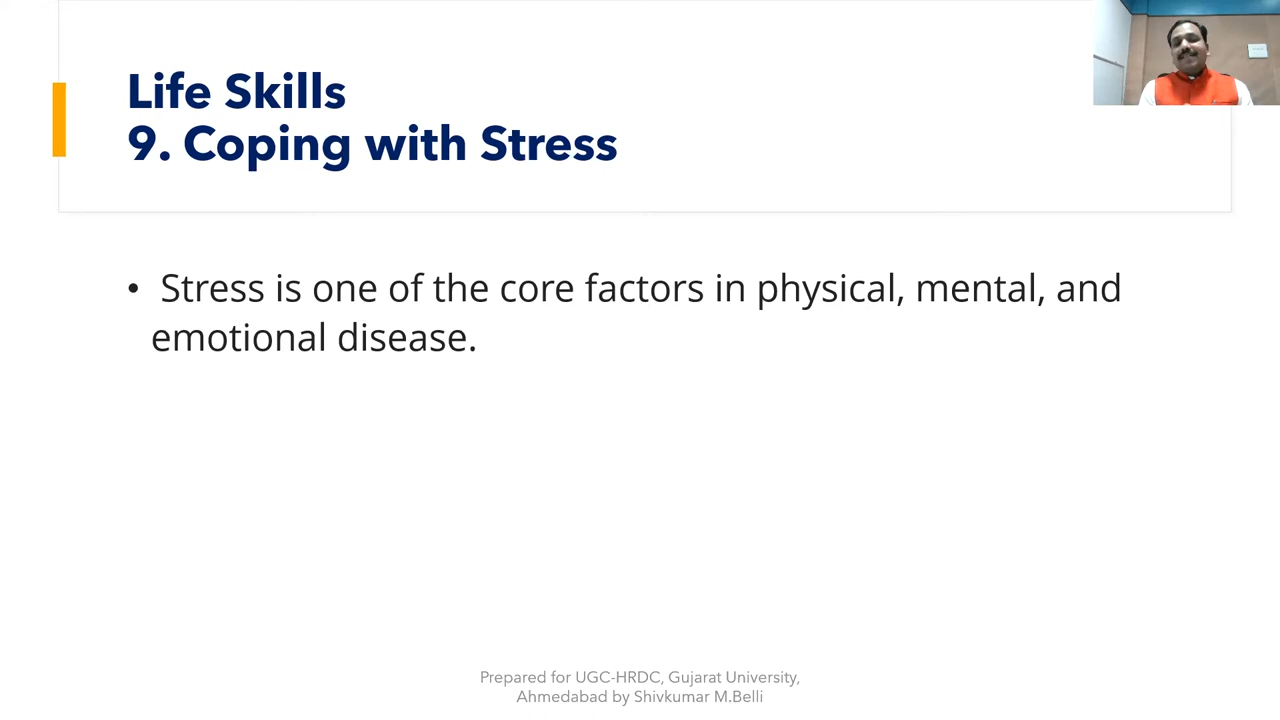 Life Skills
9. Coping with Stress
• Stress is one of the core factors in physical, mental, and
emotional disease.
Prepared for UGC-HRDC, Gujarat University,
Ahmedabad by Shivkumar M.Belli